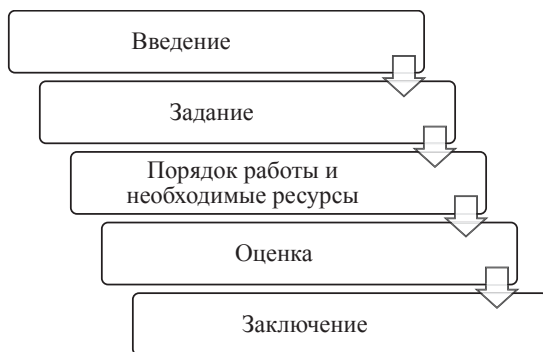 Введение
Задание
Порядок работы и
необходимые ресурсы
Оценка
Заключение